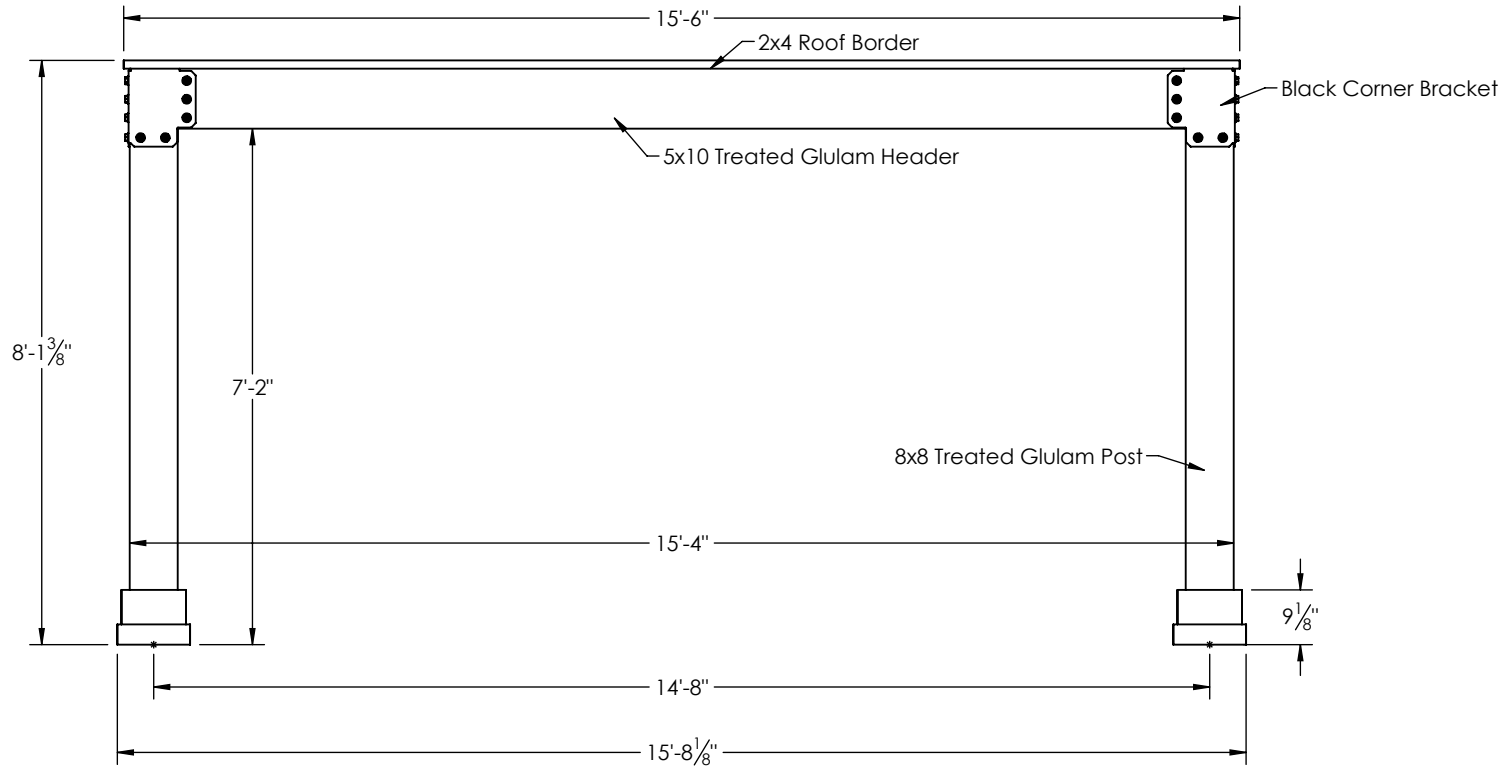 15'-6"
2x4 Roof Border
Black Corner Bracket
5x10 Treated Glulam Header
8'-1⅜"
7'-2"
8x8 Treated Glulam Post
15'-4"
9⅛"
14'-8"
15'-8⅛"